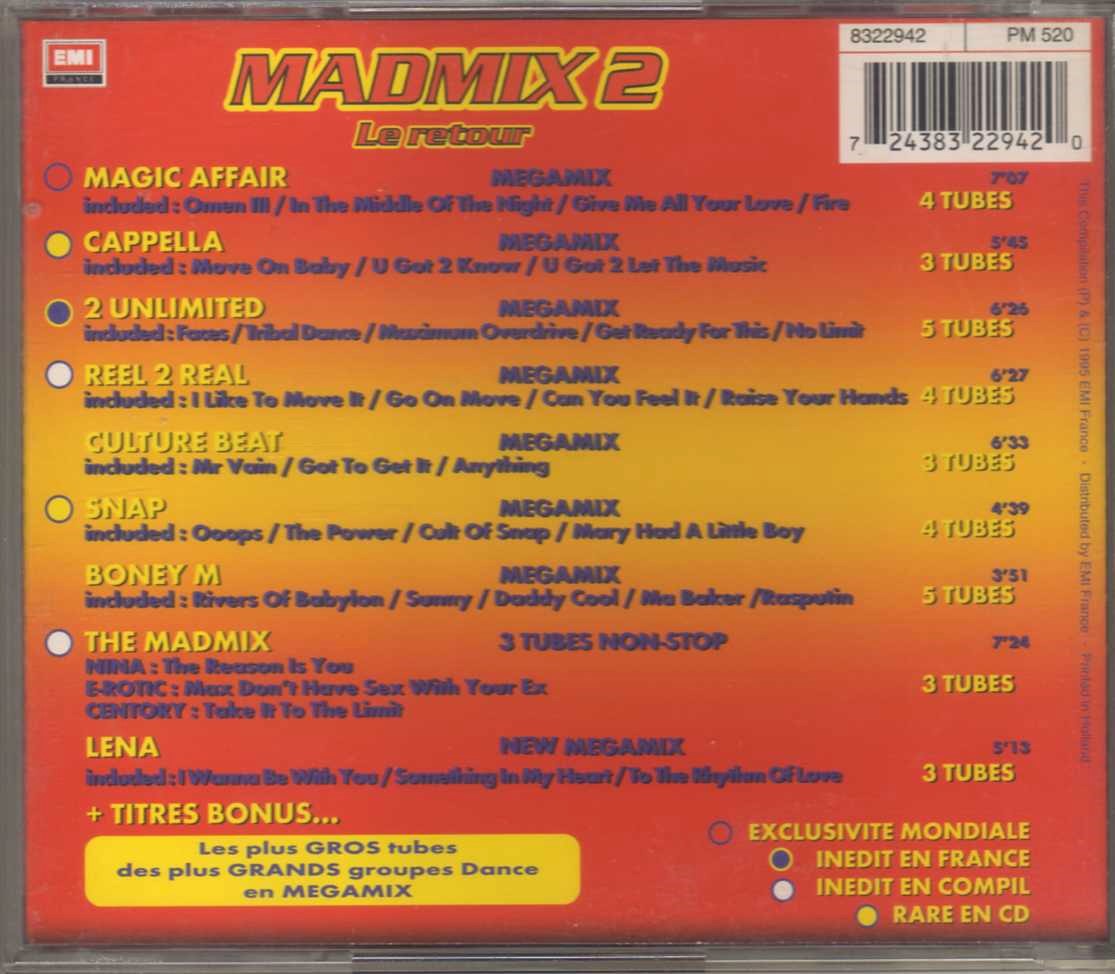 EMI
FRANCE
MADMIX 2
Le retour
8322942 PM 520
7 24383 22942 0
MAGIC AFFAIR MEGAMIX 7'07
included : Omen III / In The Middle Of The Night / Give Me All Your Love / Fire 4 TUBES
CAPPELLA MEGAMIX 5'45
included : Move On Baby / U Got 2 Know / U Got 2 Let The Music 3 TUBES
2 UNLIMITED MEGAMIX 6'26
included : Faces / Tribal Dance / Maximum Overdrive / Get Ready For This / No Limit 5 TUBES
REEL 2 REAL MEGAMIX 6'27
included : I Like To Move It / Go On Move / Can You Feel It / Raise Your Hands 4 TUBES
CULTURE BEAT MEGAMIX 6'33
included : Mr Vain / Got To Get It / Anything 3 TUBES
SNAP MEGAMIX 4'39
included : Ooops / The Power / Cult Of Snap / Mary Had A Little Boy 4 TUBES
BONEY M MEGAMIX 3'51
included : Rivers Of Babylon / Sunny / Daddy Cool / Ma Baker /Rasputin 5 TUBES
THE MADMIX 3 TUBES NON-STOP 7'24
NINA : The Reason Is You
E-ROTIC : Max Don't Have Sex With Your Ex 3 TUBES
CENTORY : Take It To The Limit
LENA NEW MEGAMIX 5'13
included : I Wanna Be With You / Something In My Heart / To The Rhythm Of Love 3 TUBES
+ TITRES BONUS...
Les plus GROS tubes
des plus GRANDS groupes Dance
en MEGAMIX
EXCLUSIVITE MONDIALE
INEDIT EN FRANCE
INEDIT EN COMPIL
RARE EN CD
This Compilation (P) & (C) 1995 EMI France · Distributed by EMI France · Printed in Holland